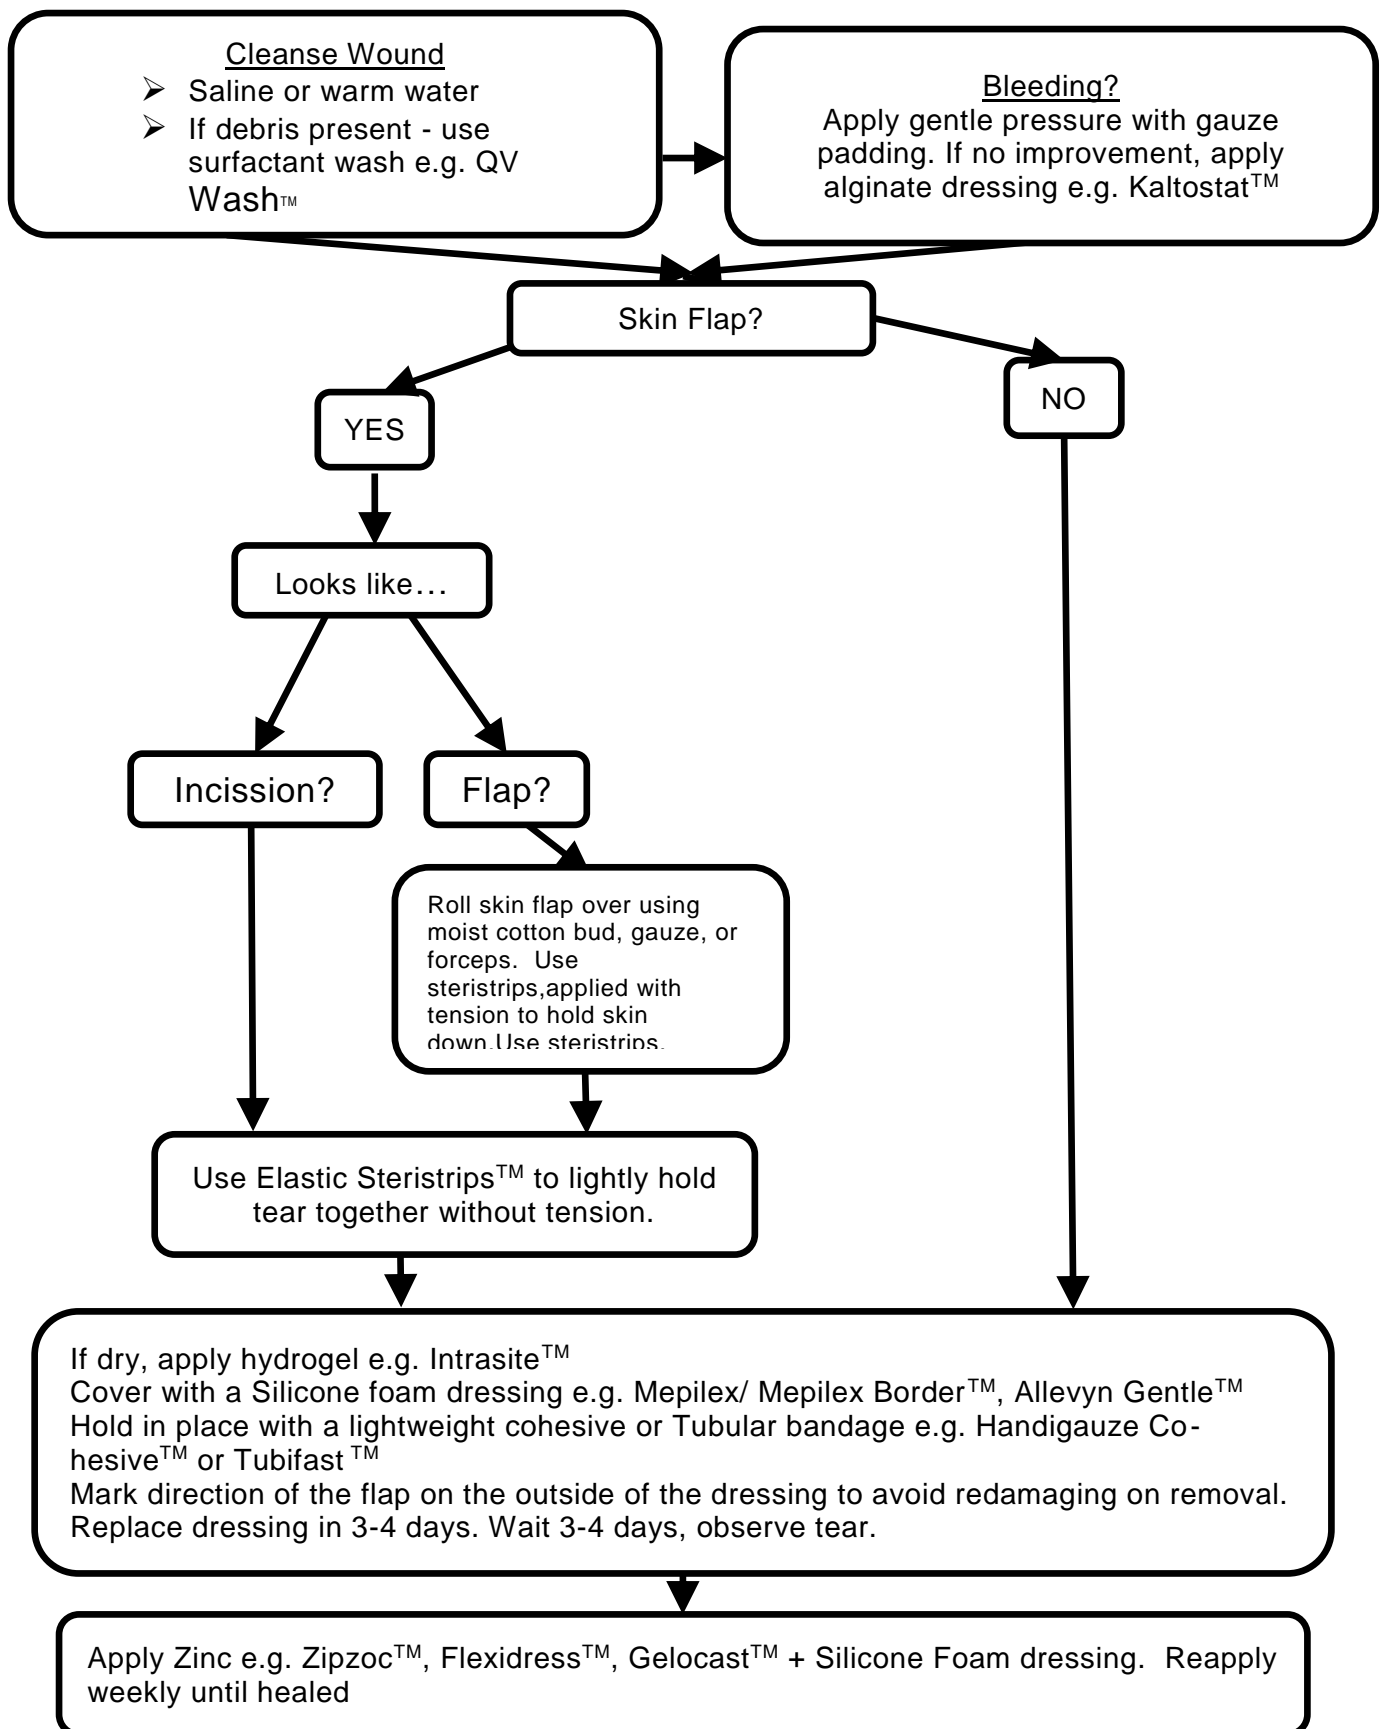 Cleanse Wound
➢ Saline or warm water
➢ If debris present - use
surfactant wash e.g. QV
Wash™
Bleeding?
Apply gentle pressure with gauze
padding. If no improvement, apply
alginate dressing e.g. Kaltostat™
Skin Flap?
YES
NO
Looks like…
Incission?
Flap?
Roll skin flap over using
moist cotton bud, gauze, or
forceps. Use
steristrips,applied with
tension to hold skin
down.Use steristrips.
Use Elastic Steristrips™ to lightly hold
tear together without tension.
If dry, apply hydrogel e.g. Intrasite™
Cover with a Silicone foam dressing e.g. Mepilex/ Mepilex Border™, Allevyn Gentle™
Hold in place with a lightweight cohesive or Tubular bandage e.g. Handigauze Co-
hesive™ or Tubifast ™
Mark direction of the flap on the outside of the dressing to avoid redamaging on removal.
Replace dressing in 3-4 days. Wait 3-4 days, observe tear.
Apply Zinc e.g. Zipzoc™, Flexidress™, Gelocast™ + Silicone Foam dressing. Reapply
weekly until healed